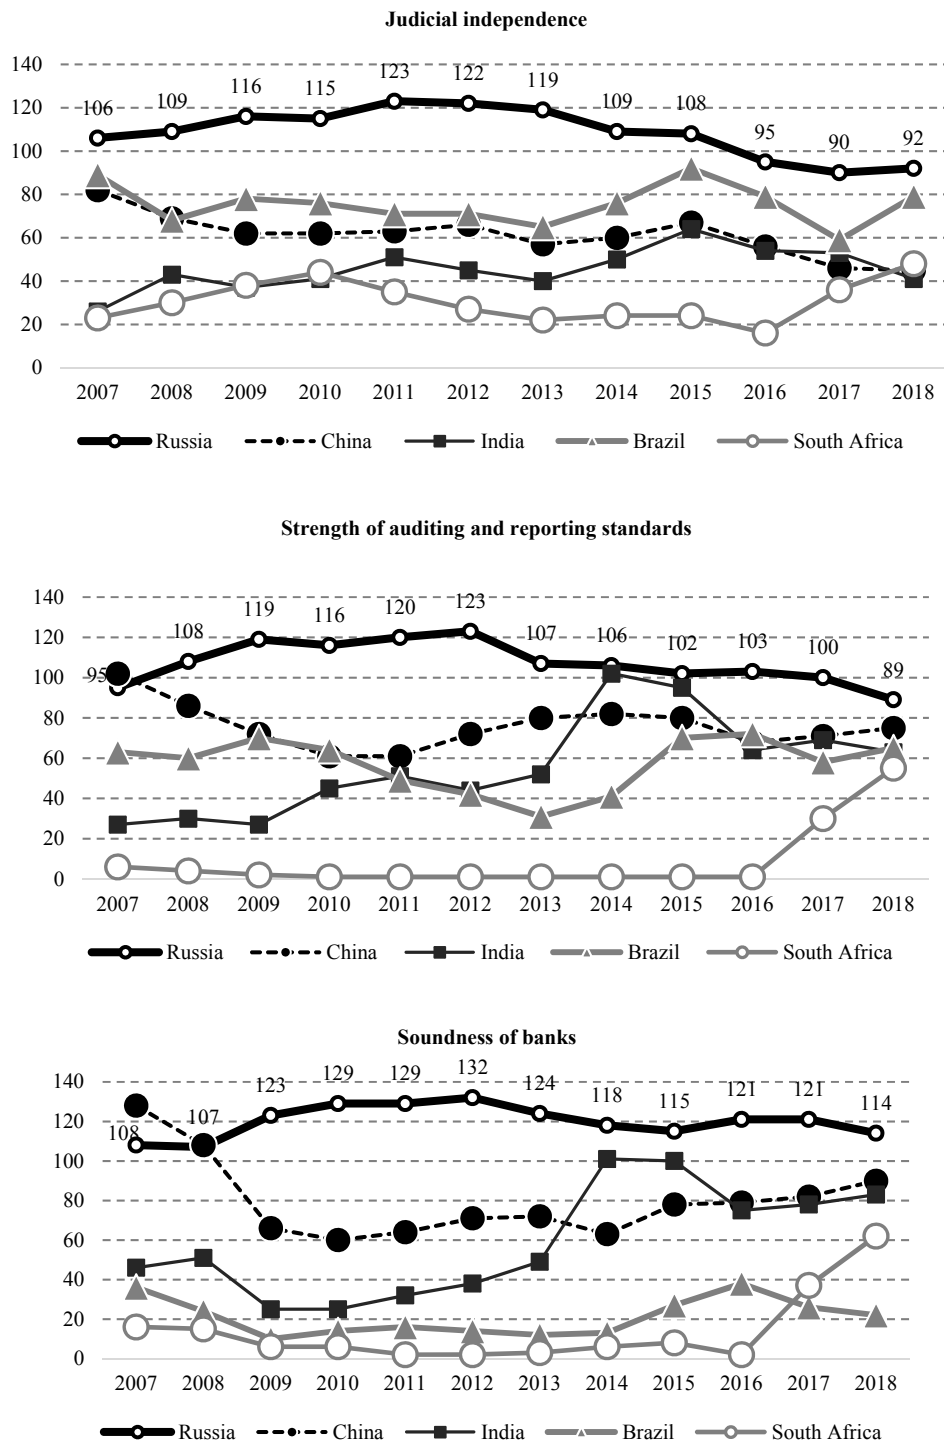 Judicial independence
140
120
100
80
60
40
20
0
106 109 116 115 123 122 119 109 108 95 90 92
2007 2008 2009 2010 2011 2012 2013 2014 2015 2016 2017 2018
Russia China India Brazil South Africa
Strength of auditing and reporting standards
140
120
100
80
60
40
20
0
95 108 119 116 120 123 107 106 102 103 100 89
2007 2008 2009 2010 2011 2012 2013 2014 2015 2016 2017 2018
Russia China India Brazil South Africa
Soundness of banks
140
120
100
80
60
40
20
0
108 107 123 129 129 132 124 118 115 121 121 114
2007 2008 2009 2010 2011 2012 2013 2014 2015 2016 2017 2018
Russia China India Brazil South Africa